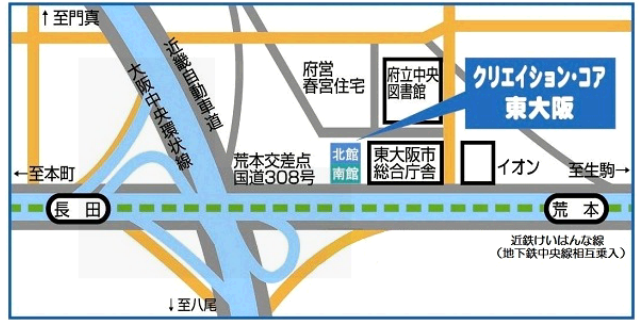 ↑至門真
近畿自動車道
大阪中央環状線
府営
春宮住宅
府立中央
図書館
クリエイション・コア
東大阪
荒本交差点
国道308号
北館
南館
東大阪市
総合庁舎
イオン
←至本町
至生駒→
長田
荒本
近鉄けいはんな線
（地下鉄中央線相互乗入）
↓至八尾